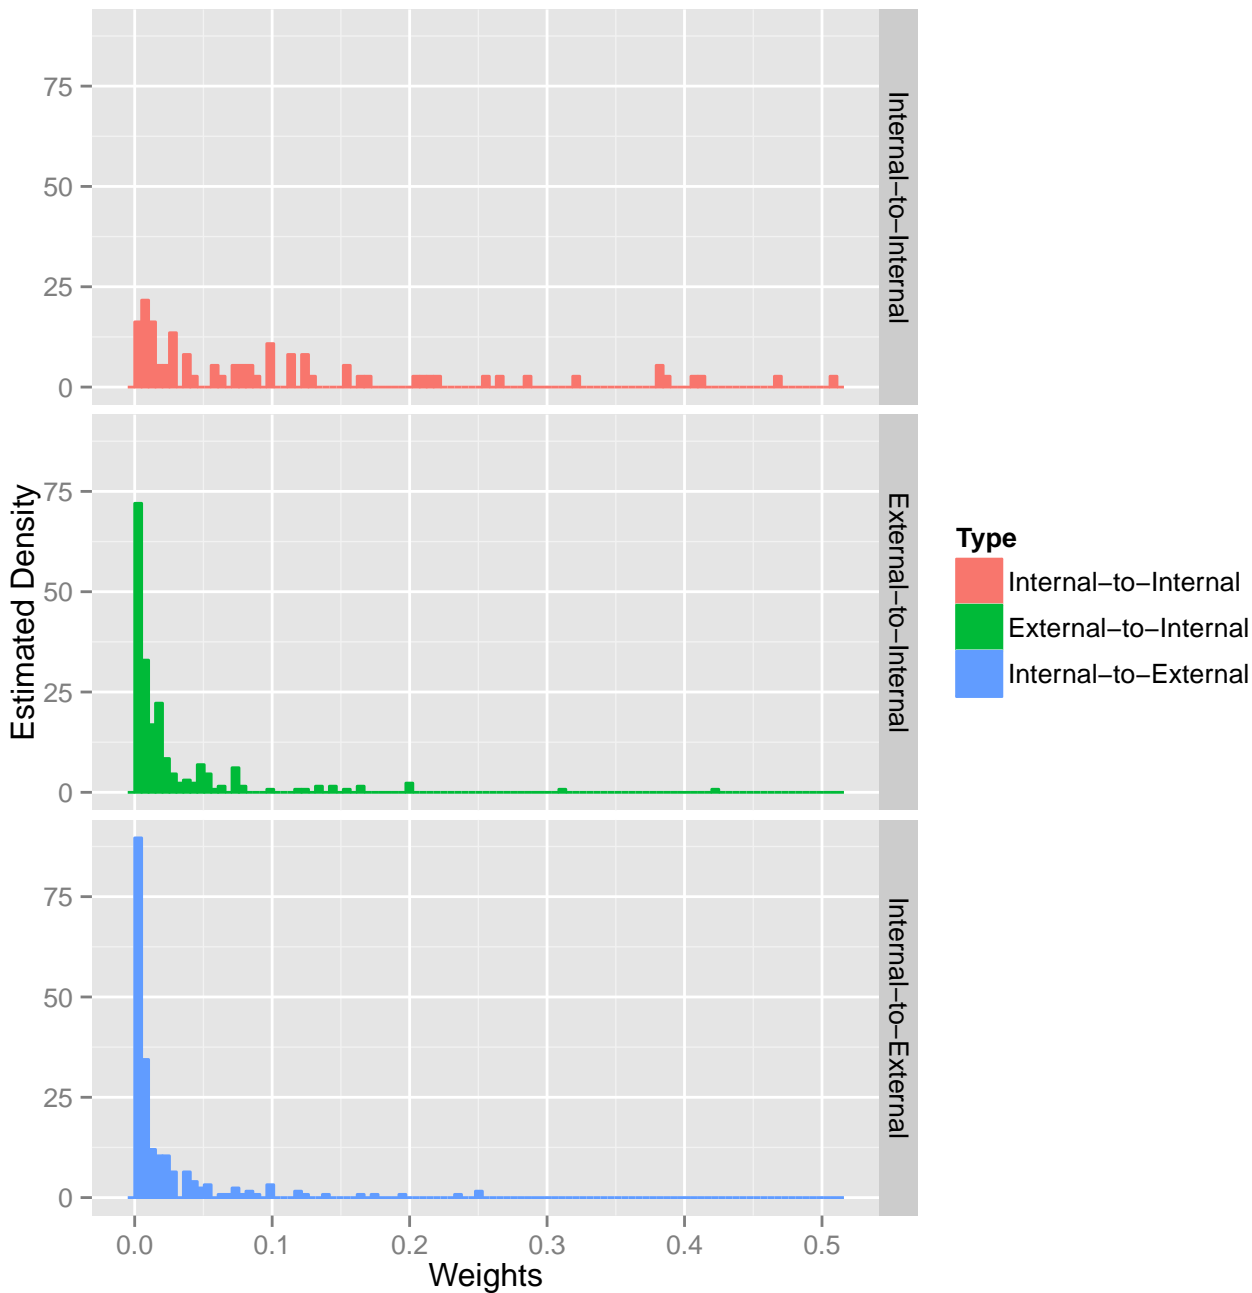 75
50
25
0
Internal−to−Internal
Estimated Density
75
50
25
0
External−to−Internal
75
50
25
0
Internal−to−External
0.0 0.1 0.2 0.3 0.4 0.5
Weights
Type
Internal−to−Internal
External−to−Internal
Internal−to−External